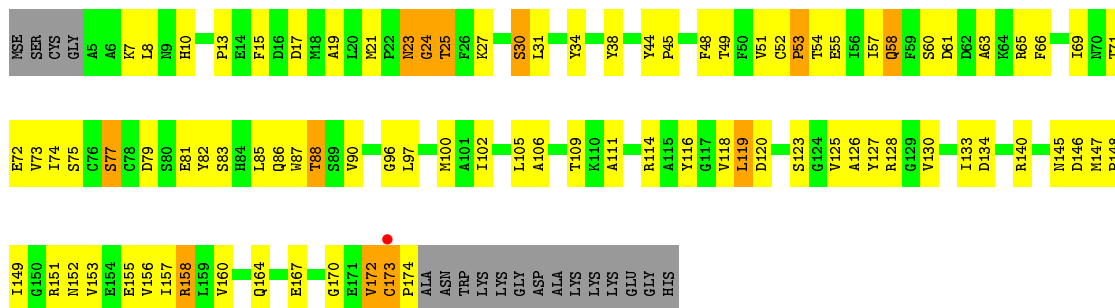 MSE SER CYS GLY A5 A6 K7 L8 N9 H10 P13 E14 F15 D16 D17 M18 A19 L20 M21 P22 N23 G24 T25 F26 K27 S30 L31 Y34 Y38 Y44 P45 F48 T49 F50 V51 C52 P53 T54 E55 I56 I57 Q58 F59 S60 D61 D62 A63 K64 R65 F66 I69 N70 T71
E72 V73 I74 S75 C76 S77 C78 D79 S80 E81 Y82 S83 H84 L85 Q86 W87 T88 S89 V90 G96 L97 M100 A101 I102 L105 A106 T109 K110 A111 R114 A115 Y116 G117 V118 L119 D120 S123 G124 V125 A126 Y127 R128 G129 V130 I133 D134 R140 N145 D146 M147 P148
I149 G150 R151 N152 V153 E154 E155 V156 I157 R158 L159 V160 Q164 E167 G170 E171 V172 C173 P174 ALA ASN TRP LYS LYS GLY ASP ALA LYS LYS LYS GLU GLY HIS